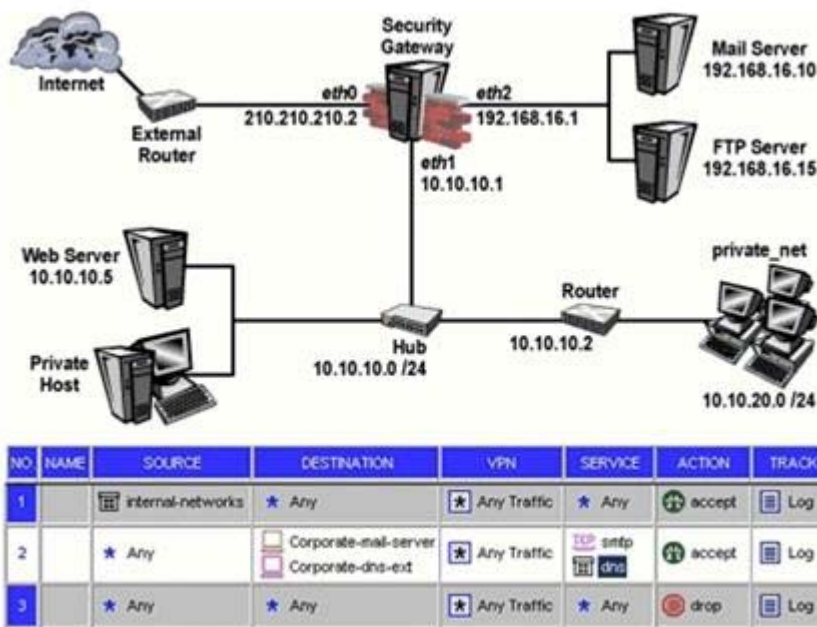 Security
Gateway
Internet
External
Router
eth0
210.210.210.2
eth2
192.168.16.1
eth1
10.10.10.1
Mail Server
192.168.16.10
FTP Server
192.168.16.15
Web Server
10.10.10.5
Private
Host
Hub
10.10.10.0 /24
Router
10.10.10.2
private_net
10.10.20.0 /24
NO. NAME SOURCE DESTINATION VPN SERVICE ACTION TRACK
1 internal-networks * Any * Any Traffic * Any accept Log
2 * Any Corporate-mail-server * Any Traffic TCP smtp accept Log
Corporate-dns-ext dns
3 * Any * Any * Any Traffic * Any drop Log